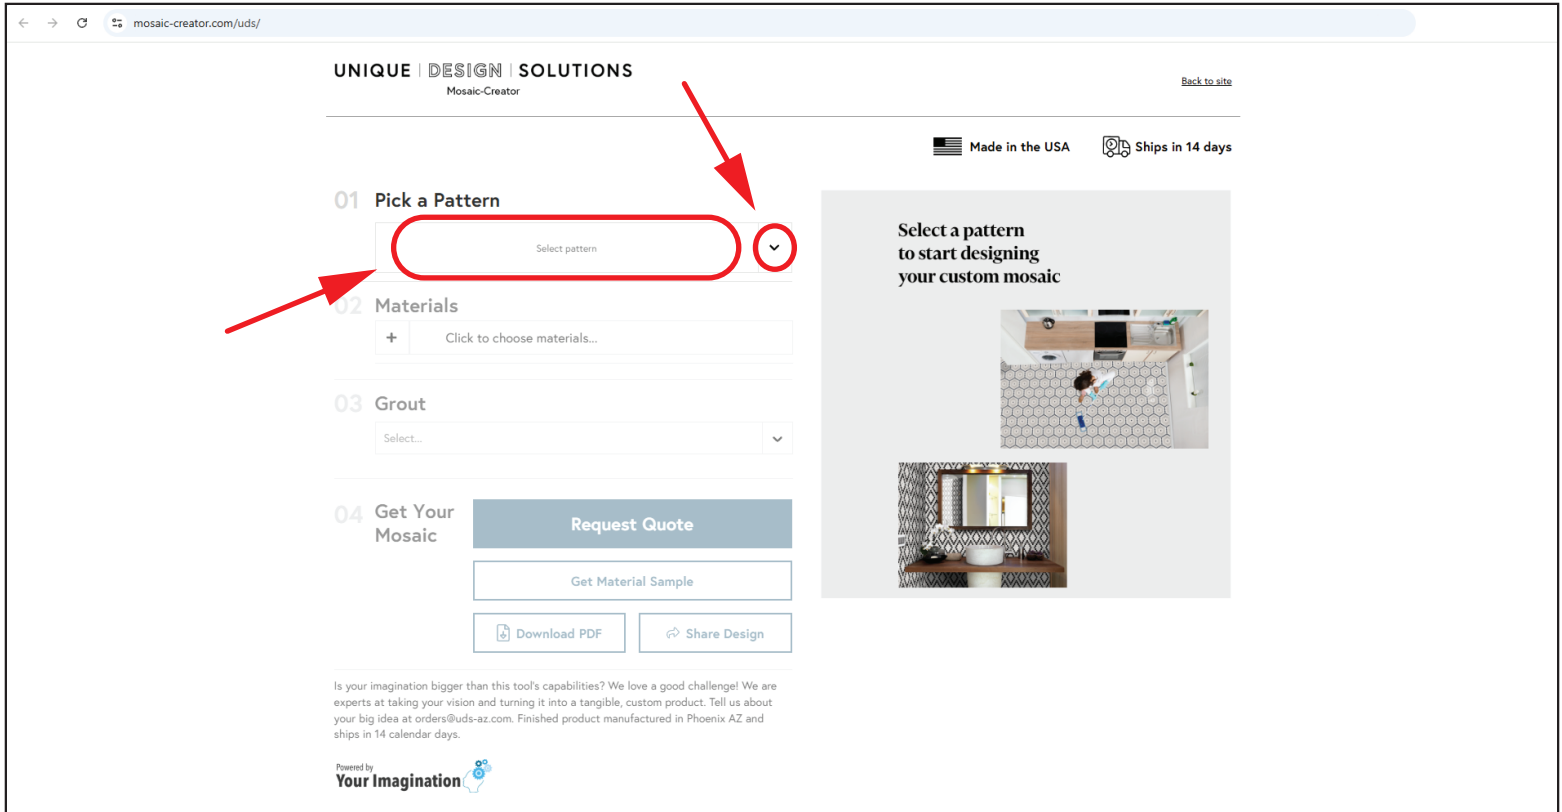 mosaic-creator.com/uds/
UNIQUE | DESIGN | SOLUTIONS
Mosaic-Creator
Back to site
Made in the USA
Ships in 14 days
01 Pick a Pattern
Select pattern
02 Materials
+ Click to choose materials...
03 Grout
Select...
04 Get Your
Mosaic
Request Quote
Get Material Sample
Download PDF
Share Design
Is your imagination bigger than this tool's capabilities? We love a good challenge! We are
experts at taking your vision and turning it into a tangible, custom product. Tell us about
your big idea at orders@uds-az.com. Finished product manufactured in Phoenix AZ and
ships in 14 calendar days.
Powered by
Your Imagination
Select a pattern
to start designing
your custom mosaic